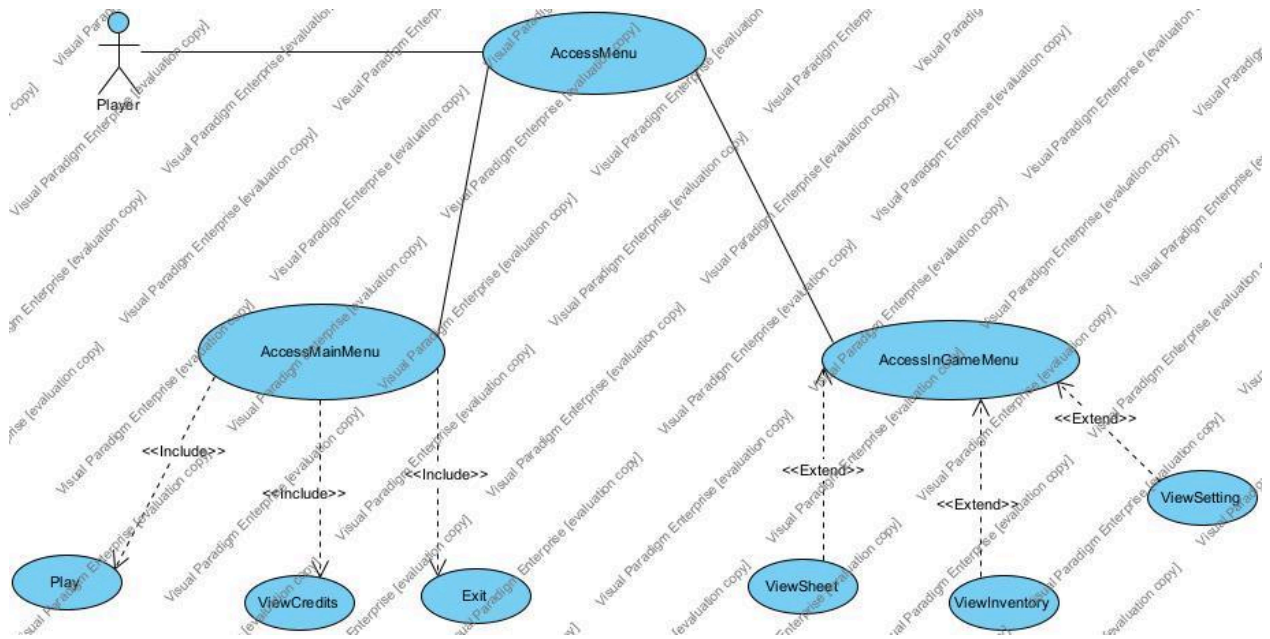 AccessMenu
Player
AccessMainMenu
AccessInGameMenu
<<Include>>
<<Include>>
<<Include>>
<<Extend>>
<<Extend>>
<<Extend>>
ViewSetting
Play
ViewCredits
Exit
ViewSheet
ViewInventory
Visual Paradigm Enterprise [evaluation copy]